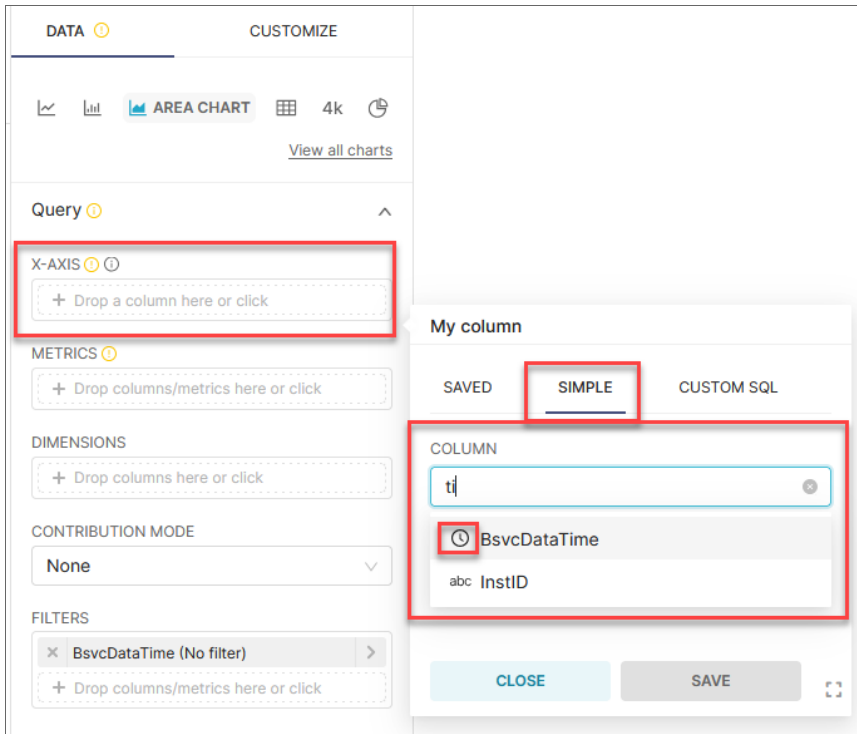 DATA
CUSTOMIZE
AREA CHART
4k
View all charts
Query
X-AXIS
+ Drop a column here or click
METRICS
+ Drop columns/metrics here or click
DIMENSIONS
+ Drop columns here or click
CONTRIBUTION MODE
None
FILTERS
BsvcDataTime (No filter)
+ Drop columns/metrics here or click
My column
SAVED
SIMPLE
CUSTOM SQL
COLUMN
ti
BsvcDataTime
abc InstID
CLOSE
SAVE